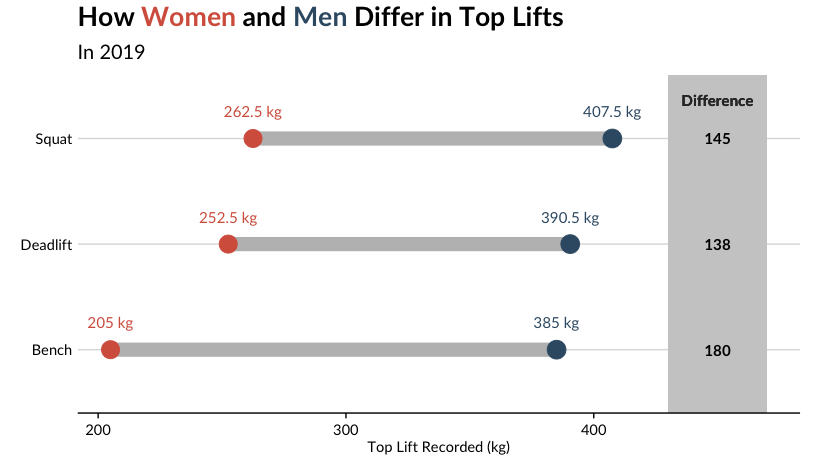 How Women and Men Differ in Top Lifts
In 2019
Difference
262.5 kg 407.5 kg
Squat 145
252.5 kg 390.5 kg
Deadlift 138
205 kg 385 kg
Bench 180
200 300 400
Top Lift Recorded (kg)